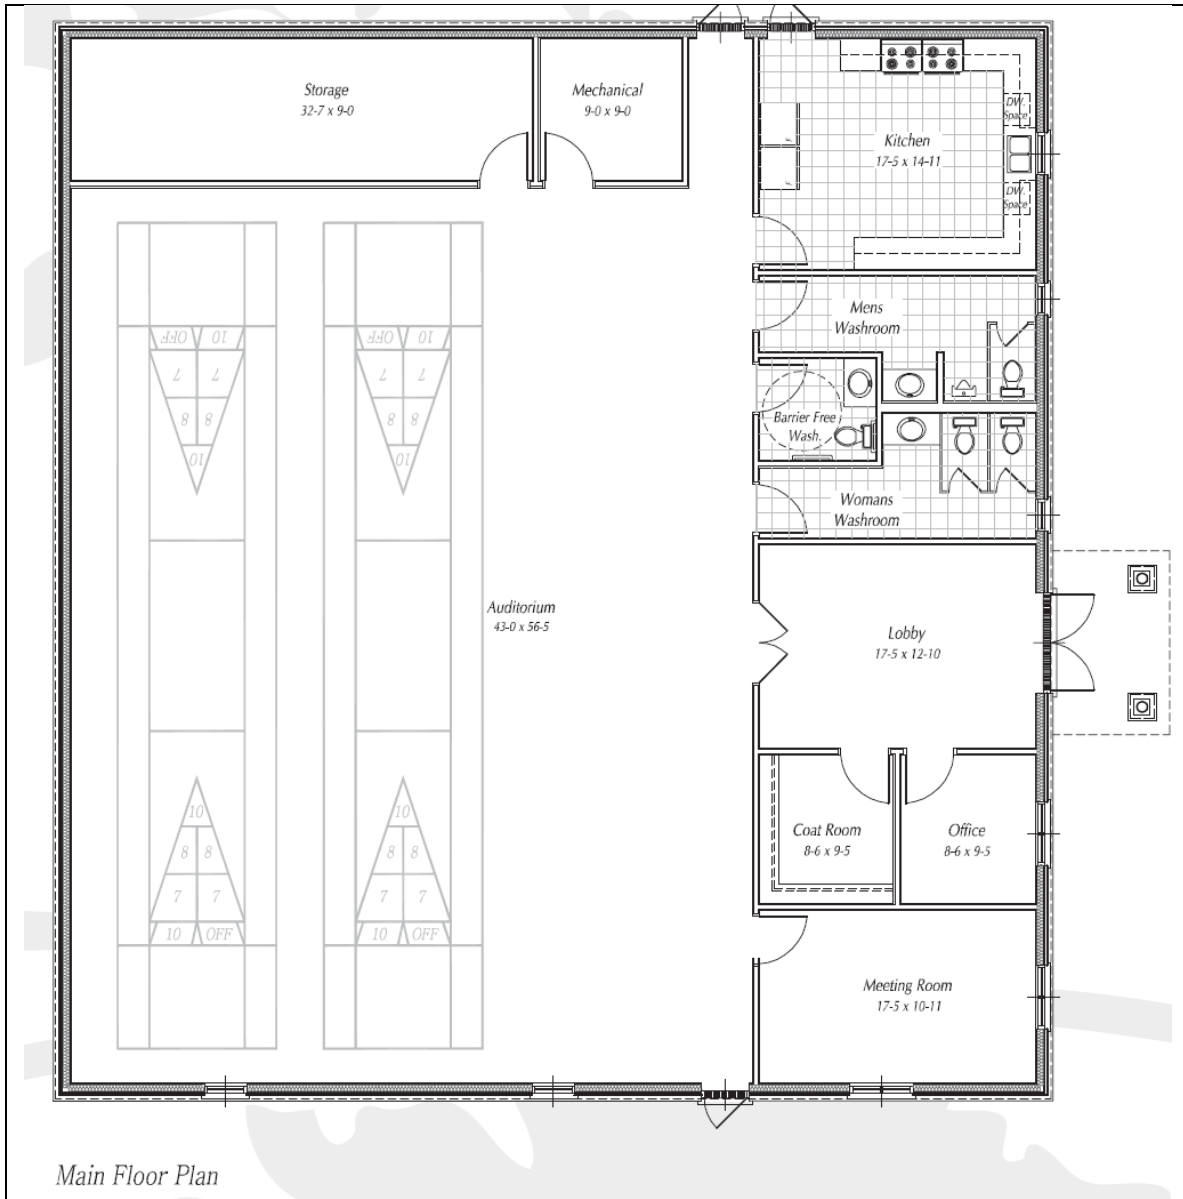 Storage
32-7 x 9-0
Mechanical
9-0 x 9-0
DW.
Space
Kitchen
17-5 x 14-11
DW.
Space
Mens
Washroom
OFF 10
OFF 10
7 7
7 7
8 8
8 8
10
10
Barrier Free
Wash.
Womans
Washroom
Auditorium
43-0 x 56-5
Lobby
17-5 x 12-10
10
10
8 8
8 8
7 7
7 7
10 OFF
10 OFF
Coat Room
8-6 x 9-5
Office
8-6 x 9-5
Meeting Room
17-5 x 10-11
Main Floor Plan